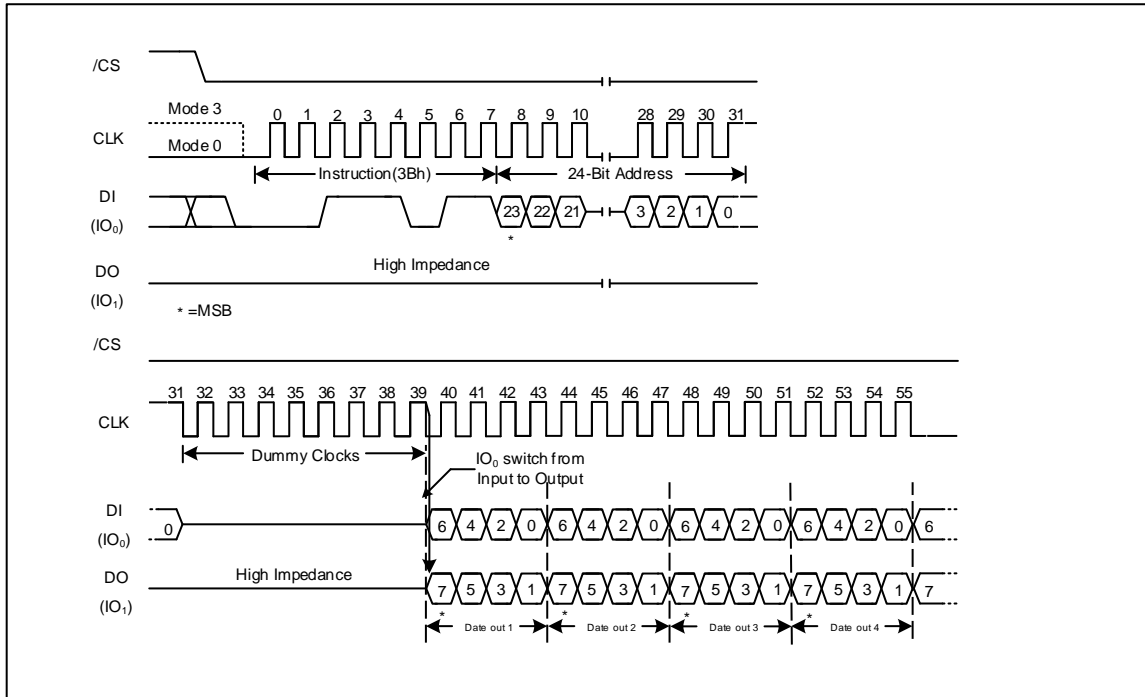 /CS
Mode 3
0 1 2 3 4 5 6 7 8 9 10 28 29 30 31
CLK
Mode 0
Instruction(3Bh) 24-Bit Address
DI
(IO0)
23 22 21 3 2 1 0
*
DO
High Impedance
(IO1)
* =MSB
/CS
31 32 33 34 35 36 37 38 39 40 41 42 43 44 45 46 47 48 49 50 51 52 53 54 55
CLK
Dummy Clocks
IO0 switch from
Input to Output
DI
(IO0)
0 6 4 2 0 6 4 2 0 6 4 2 0 6 4 2 0 6
DO
High Impedance
(IO1)
7 5 3 1 7 5 3 1 7 5 3 1 7 5 3 1 7
* * * *
Date out 1 Date out 2 Date out 3 Date out 4